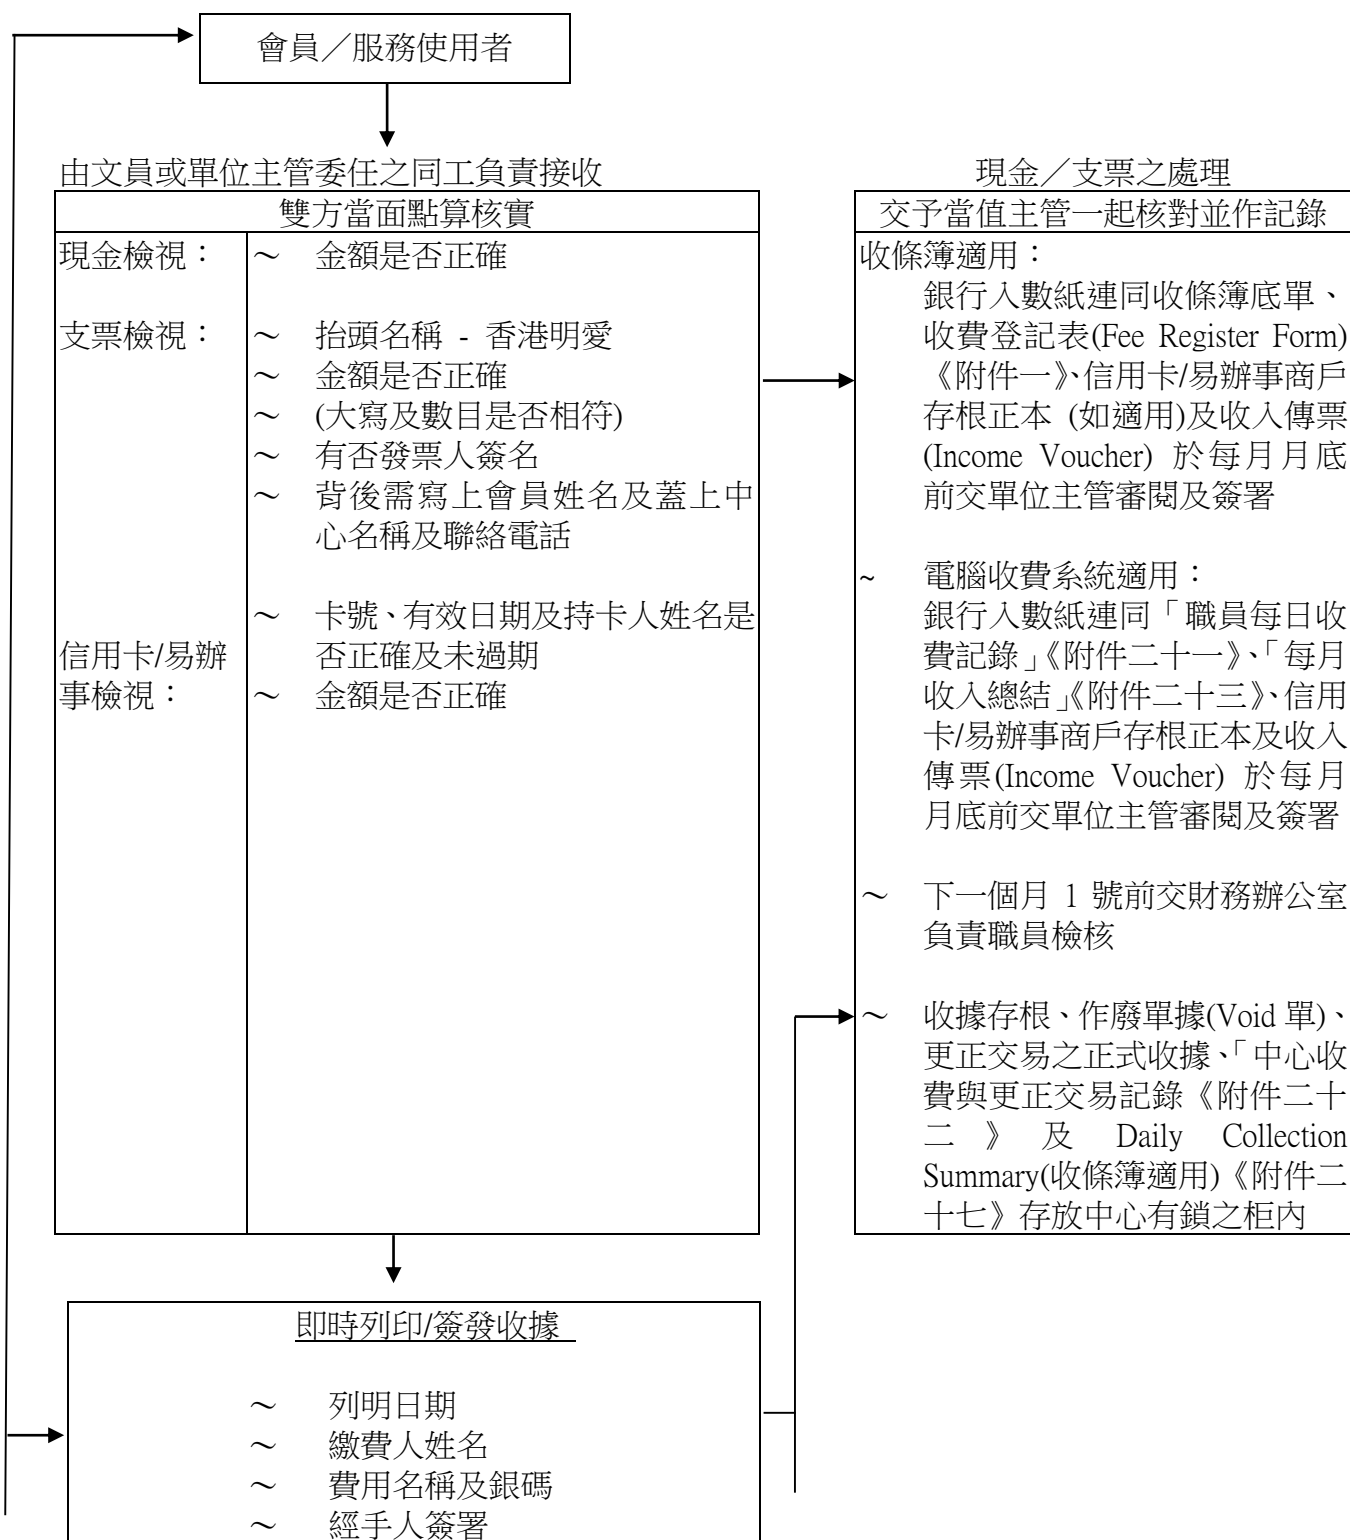 會員／服務使用者
由文員或單位主管委任之同工負責接收
雙方當面點算核實
現金檢視：
～ 金額是否正確
支票檢視：
～ 抬頭名稱 - 香港明愛
～ 金額是否正確
～ (大寫及數目是否相符)
～ 有否發票人簽名
～ 背後需寫上會員姓名及蓋上中
心名稱及聯絡電話
～ 卡號、有效日期及持卡人姓名是
信用卡/易辦 否正確及未過期
事檢視： ～ 金額是否正確
現金／支票之處理
交予當值主管一起核對並作記錄
收條簿適用：
銀行入數紙連同收條簿底單、
收費登記表(Fee Register Form)
《附件一》、信用卡/易辦事商戶
存根正本 (如適用)及收入傳票
(Income Voucher) 於每月月底
前交單位主管審閱及簽署
~ 電腦收費系統適用：
銀行入數紙連同「職員每日收
費記錄」《附件二十一》、「每月
收入總結」《附件二十三》、信用
卡/易辦事商戶存根正本及收入
傳票(Income Voucher) 於每月
月底前交單位主管審閱及簽署
～ 下一個月 1 號前交財務辦公室
負責職員檢核
～ 收據存根、作廢單據(Void 單)、
更正交易之正式收據、「中心收
費與更正交易記錄《附件二十
二》及 Daily Collection
Summary(收條簿適用)《附件二
十七》存放中心有鎖之柜內
即時列印/簽發收據
～ 列明日期
～ 繳費人姓名
～ 費用名稱及銀碼
～ 經手人簽署